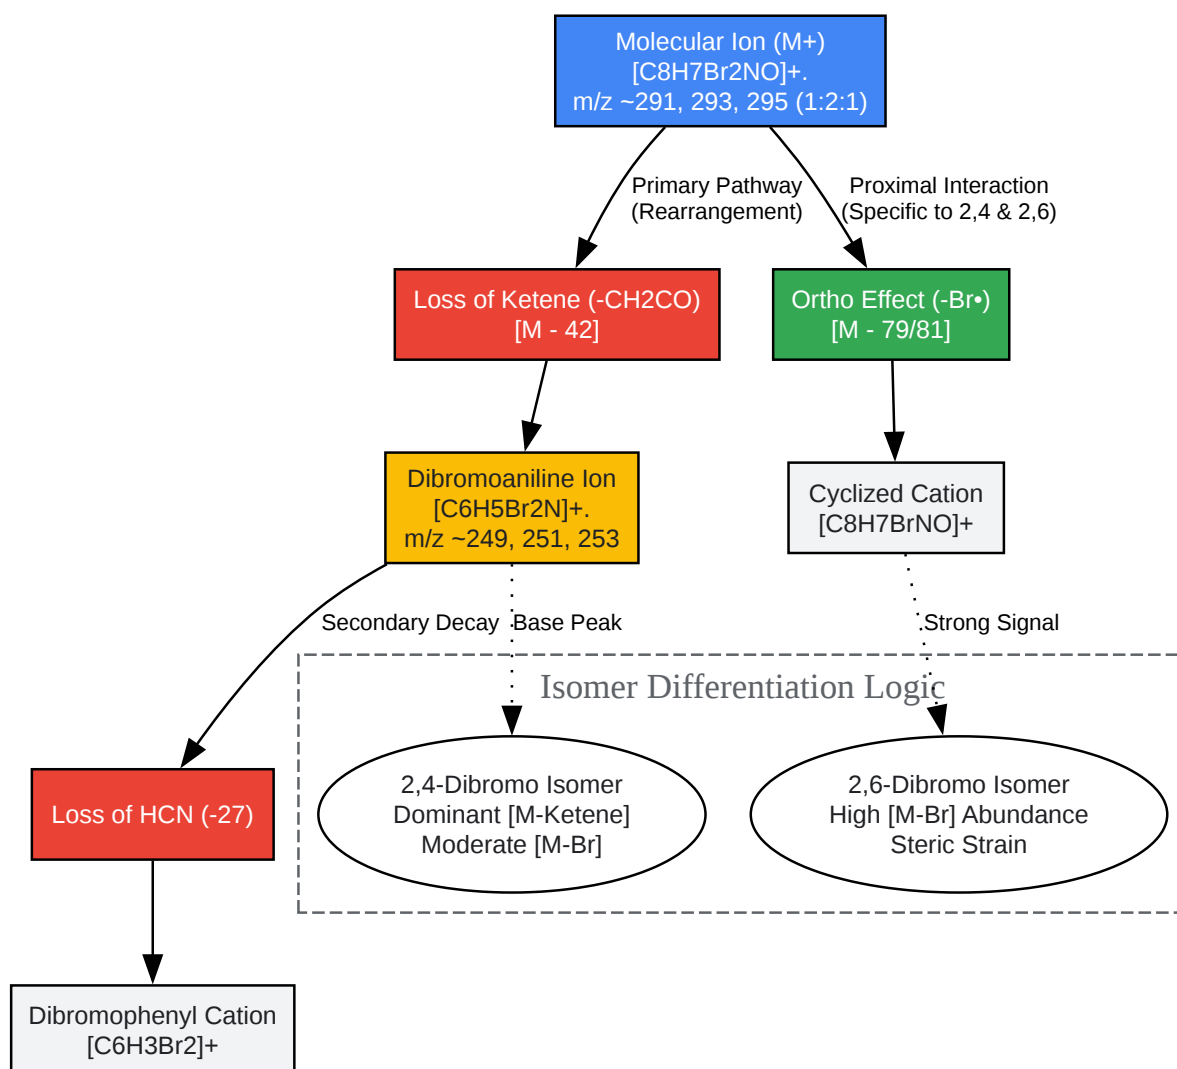 Molecular Ion (M+)
[C8H7Br2NO]+.
m/z ~291, 293, 295 (1:2:1)
Primary Pathway
(Rearrangement)
Proximal Interaction
(Specific to 2,4 & 2,6)
Loss of Ketene (-CH2CO)
[M - 42]
Ortho Effect (-Br•)
[M - 79/81]
Dibromoaniline Ion
[C6H5Br2N]+.
m/z ~249, 251, 253
Cyclized Cation
[C8H7BrNO]+
Secondary Decay
Base Peak
Strong Signal
Isomer Differentiation Logic
2,4-Dibromo Isomer
Dominant [M-Ketene]
Moderate [M-Br]
2,6-Dibromo Isomer
High [M-Br] Abundance
Steric Strain
Loss of HCN (-27)
Dibromophenyl Cation
[C6H3Br2]+